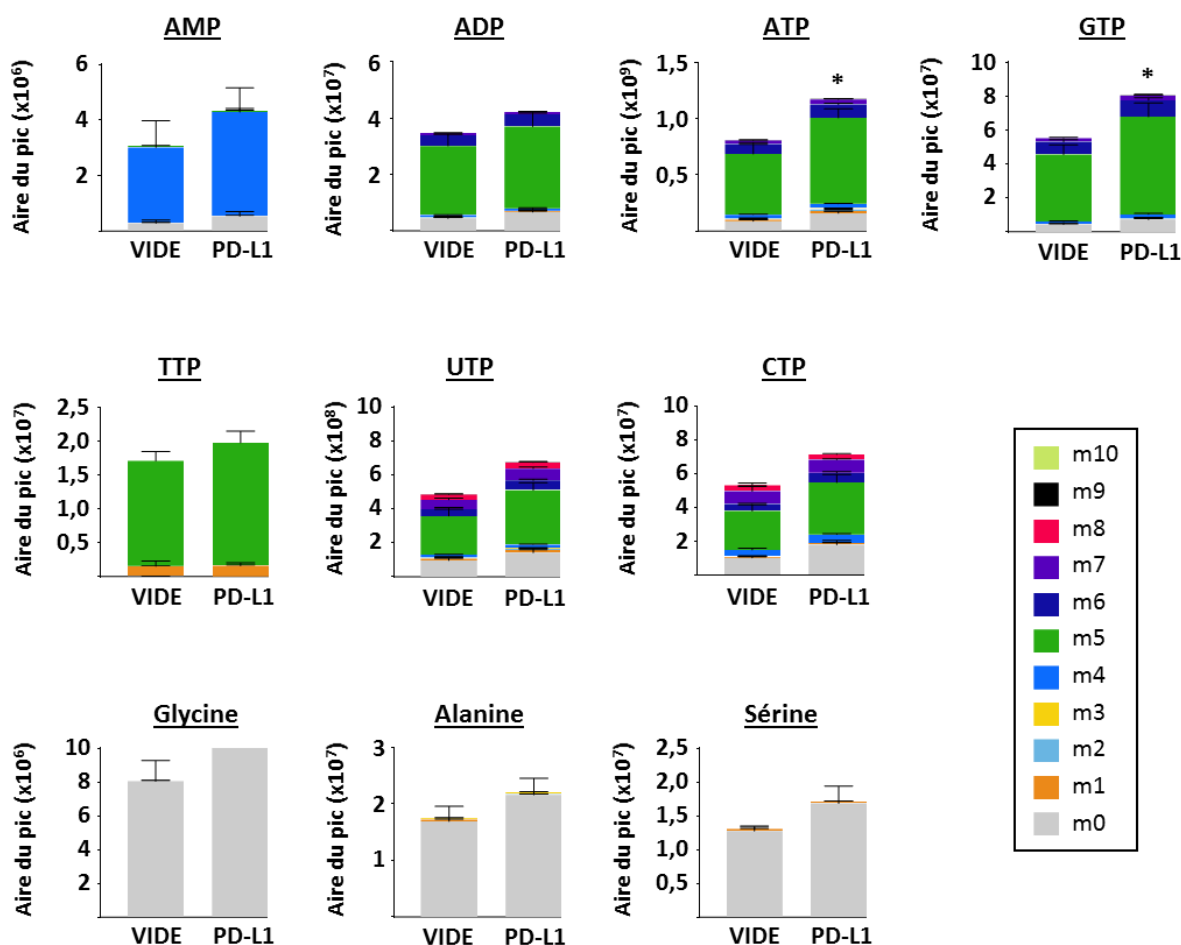 AMP
ADP
ATP
GTP
Aire du pic (x10⁶)
6
4
2
VIDE PD-L1
Aire du pic (x10⁷)
6
4
2
VIDE PD-L1
Aire du pic (x10⁹)
1,5
1,0
0,5
*
VIDE PD-L1
Aire du pic (x10⁷)
10
8
6
4
2
*
VIDE PD-L1
TTP
UTP
CTP
Aire du pic (x10⁷)
2,5
2,0
1,5
1,0
0,5
VIDE PD-L1
Aire du pic (x10⁸)
10
8
6
4
2
VIDE PD-L1
Aire du pic (x10⁷)
10
8
6
4
2
VIDE PD-L1
Glycine
Alanine
Sérine
Aire du pic (x10⁶)
10
8
6
4
2
VIDE PD-L1
Aire du pic (x10⁷)
3
2
1
VIDE PD-L1
Aire du pic (x10⁷)
2,5
2,0
1,5
1,0
0,5
VIDE PD-L1
m10
m9
m8
m7
m6
m5
m4
m3
m2
m1
m0